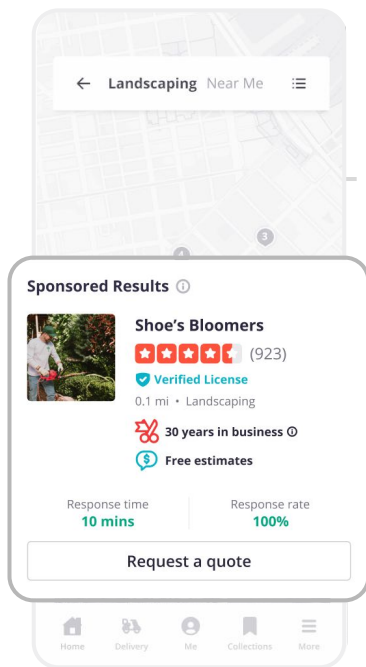 Landscaping Near Me
3
Sponsored Results
Shoe's Bloomers
(923)
Verified License
0.1 mi • Landscaping
30 years in business
$ Free estimates
Response time Response rate
10 mins 100%
Request a quote
Home Delivery Me Collections More